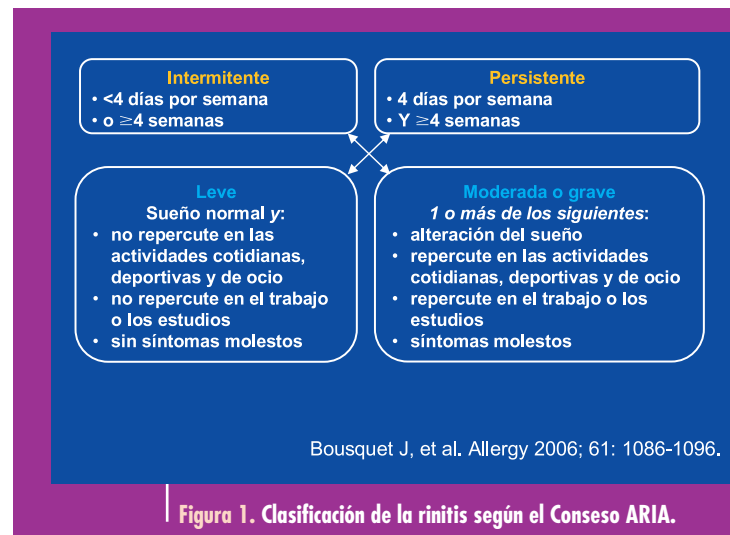 Intermitente
• <4 días por semana
• o ≥4 semanas
Persistente
• 4 días por semana
• Y ≥4 semanas
Leve
Sueño normal y:
• no repercute en las
actividades cotidianas,
deportivas y de ocio
• no repercute en el trabajo
o los estudios
• sin síntomas molestos
Moderada o grave
1 o más de los siguientes:
• alteración del sueño
• repercute en las actividades
cotidianas, deportivas y de ocio
• repercute en el trabajo o los
estudios
• síntomas molestos
Bousquet J, et al. Allergy 2006; 61: 1086-1096.
Figura 1. Clasificación de la rinitis según el Conseso ARIA.